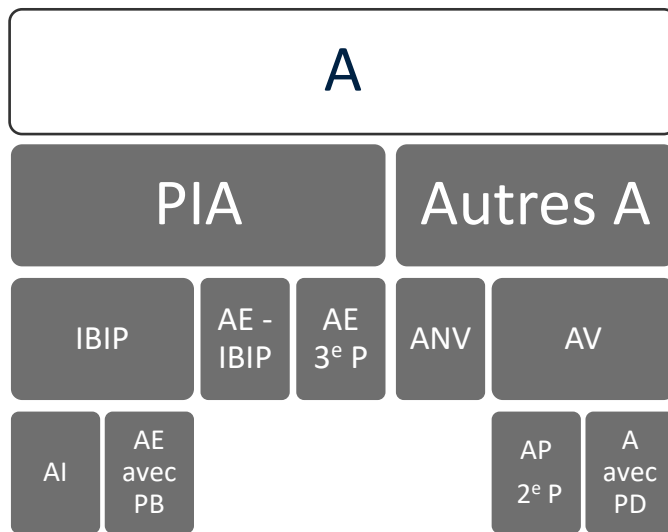 A
PIA
Autres A
IBIP
AE -
IBIP
AE
3e P
ANV
AV
AI
AE
avec
PB
AP
2e P
A
avec
PD